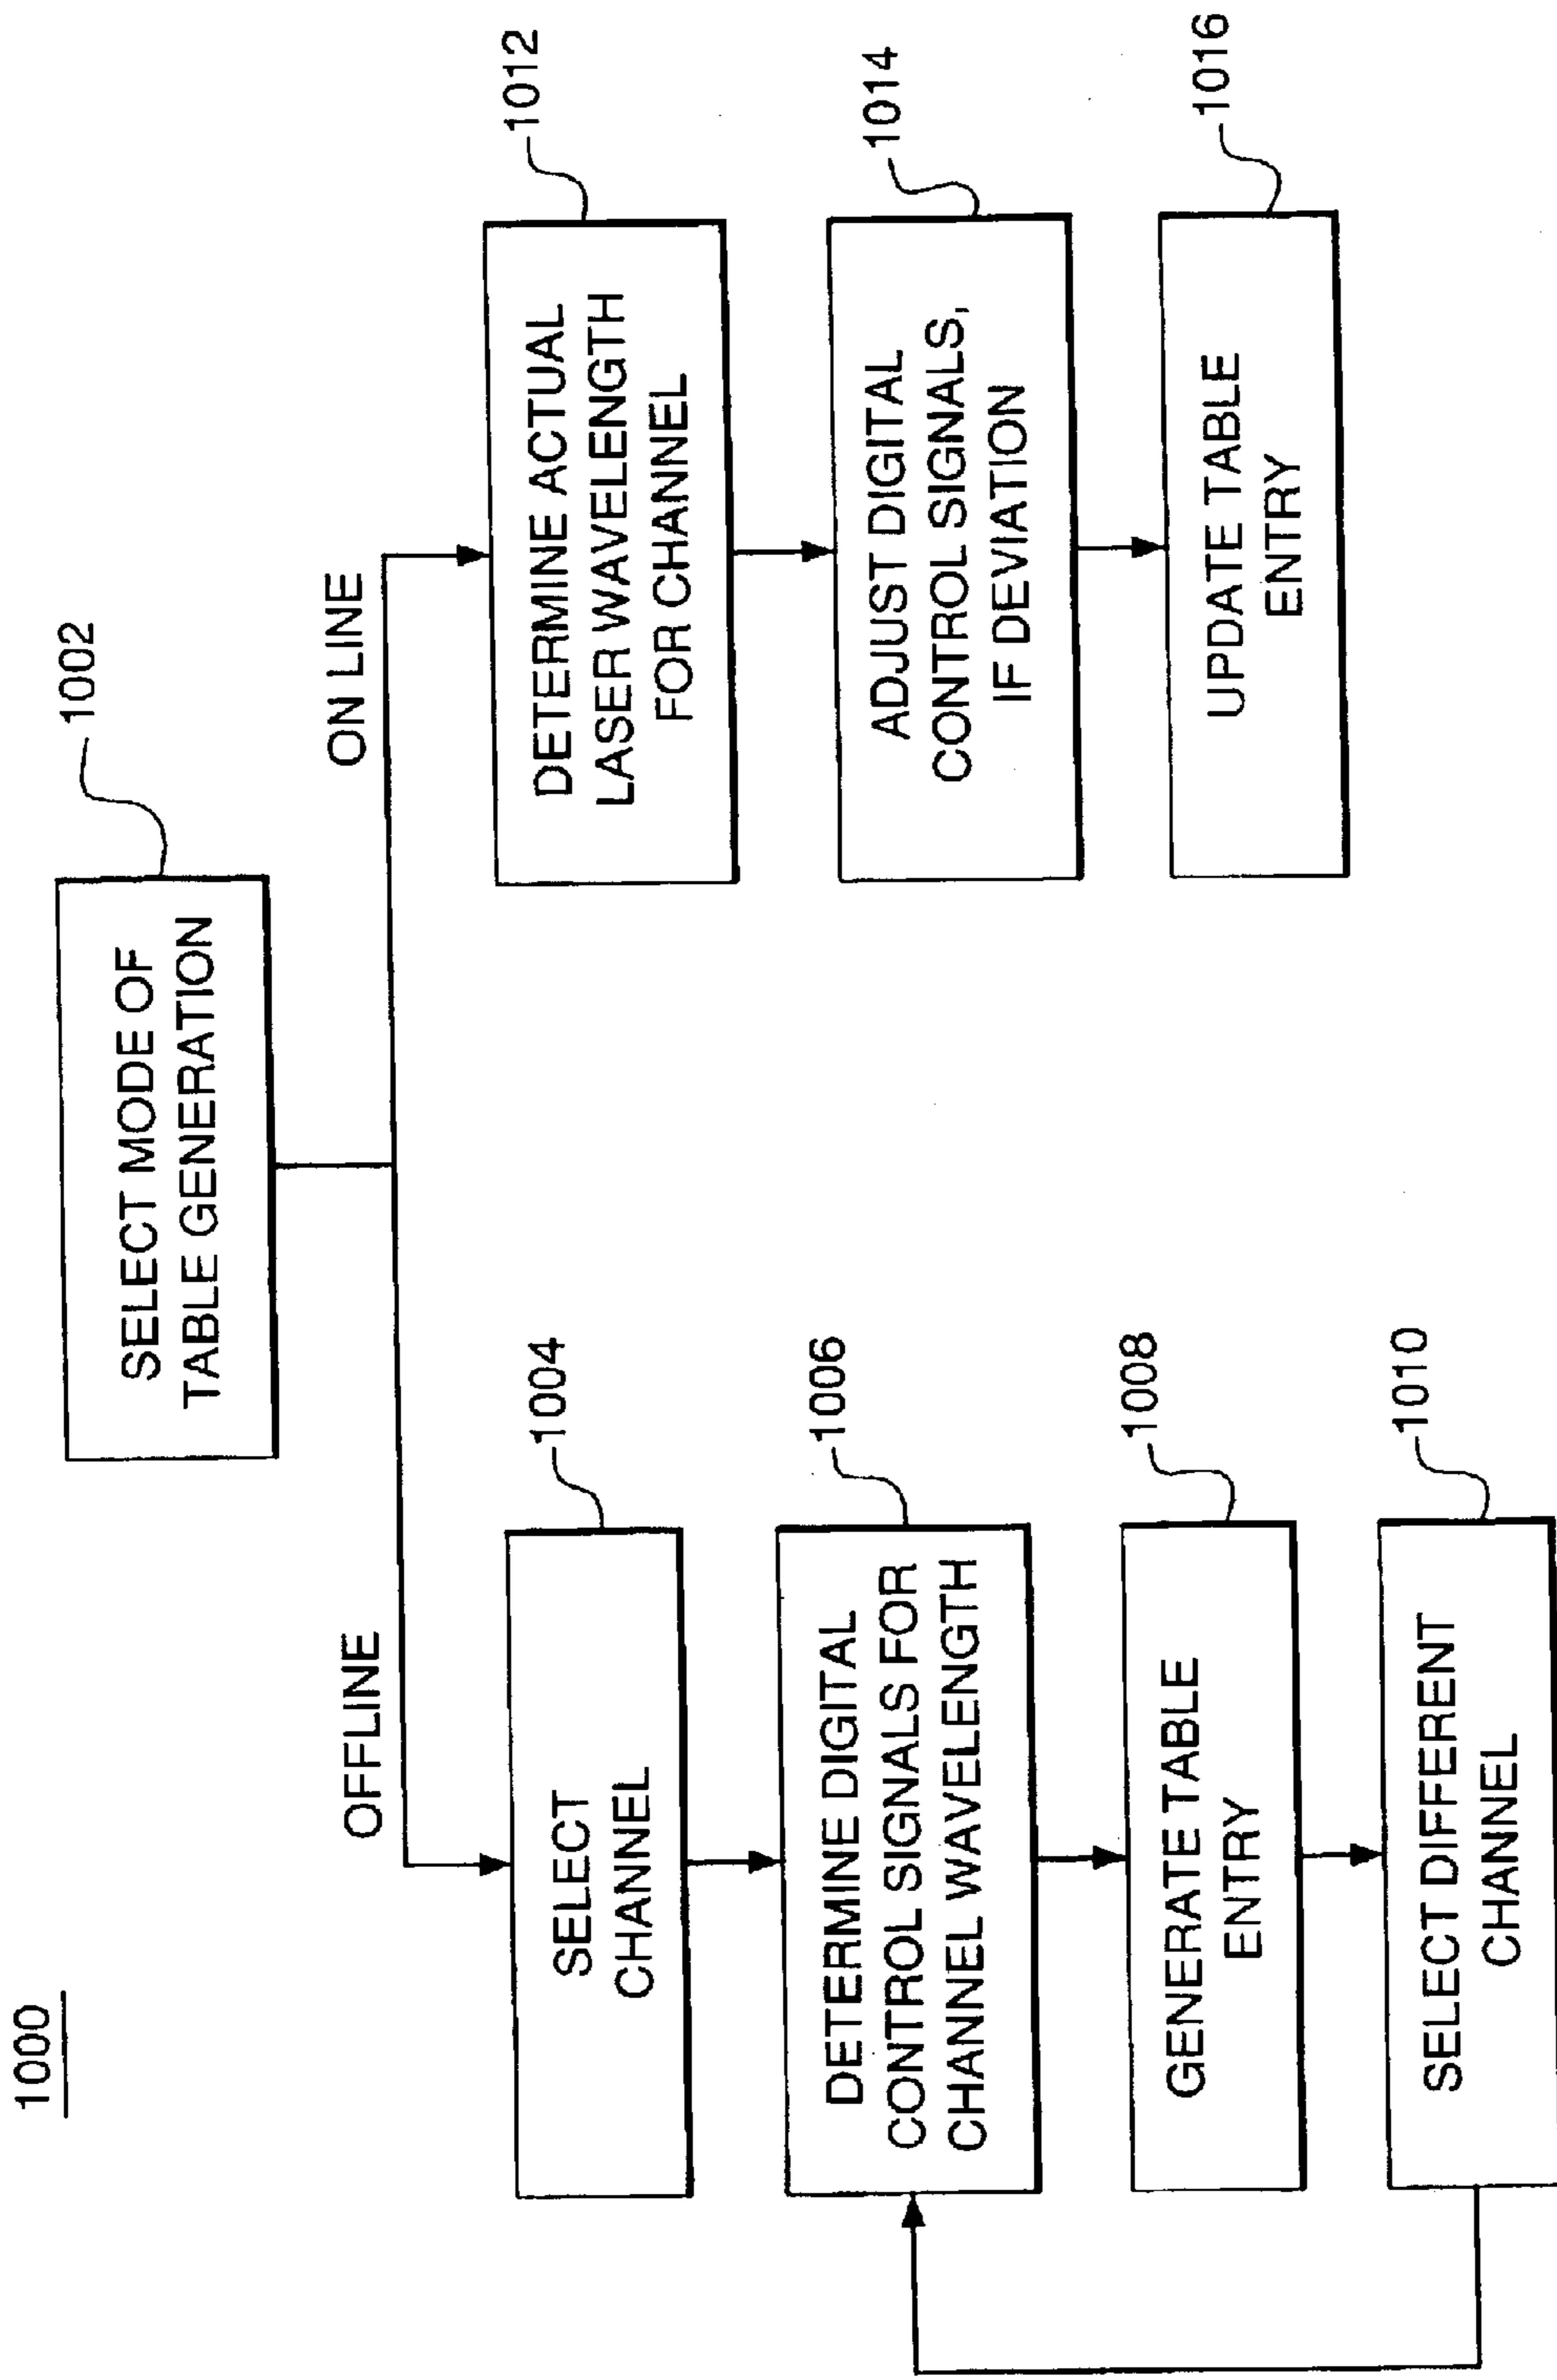 1000
SELECT MODE OF
TABLE GENERATION
1002
OFFLINE
ON LINE
SELECT
CHANNEL
1004
DETERMINE DIGITAL
CONTROL SIGNALS FOR
CHANNEL WAVELENGTH
1006
GENERATE TABLE
ENTRY
1008
SELECT DIFFERENT
CHANNEL
1010
DETERMINE ACTUAL
LASER WAVELENGTH
FOR CHANNEL
1012
ADJUST DIGITAL
CONTROL SIGNALS,
IF DEVIATION
1014
UPDATE TABLE
ENTRY
1016